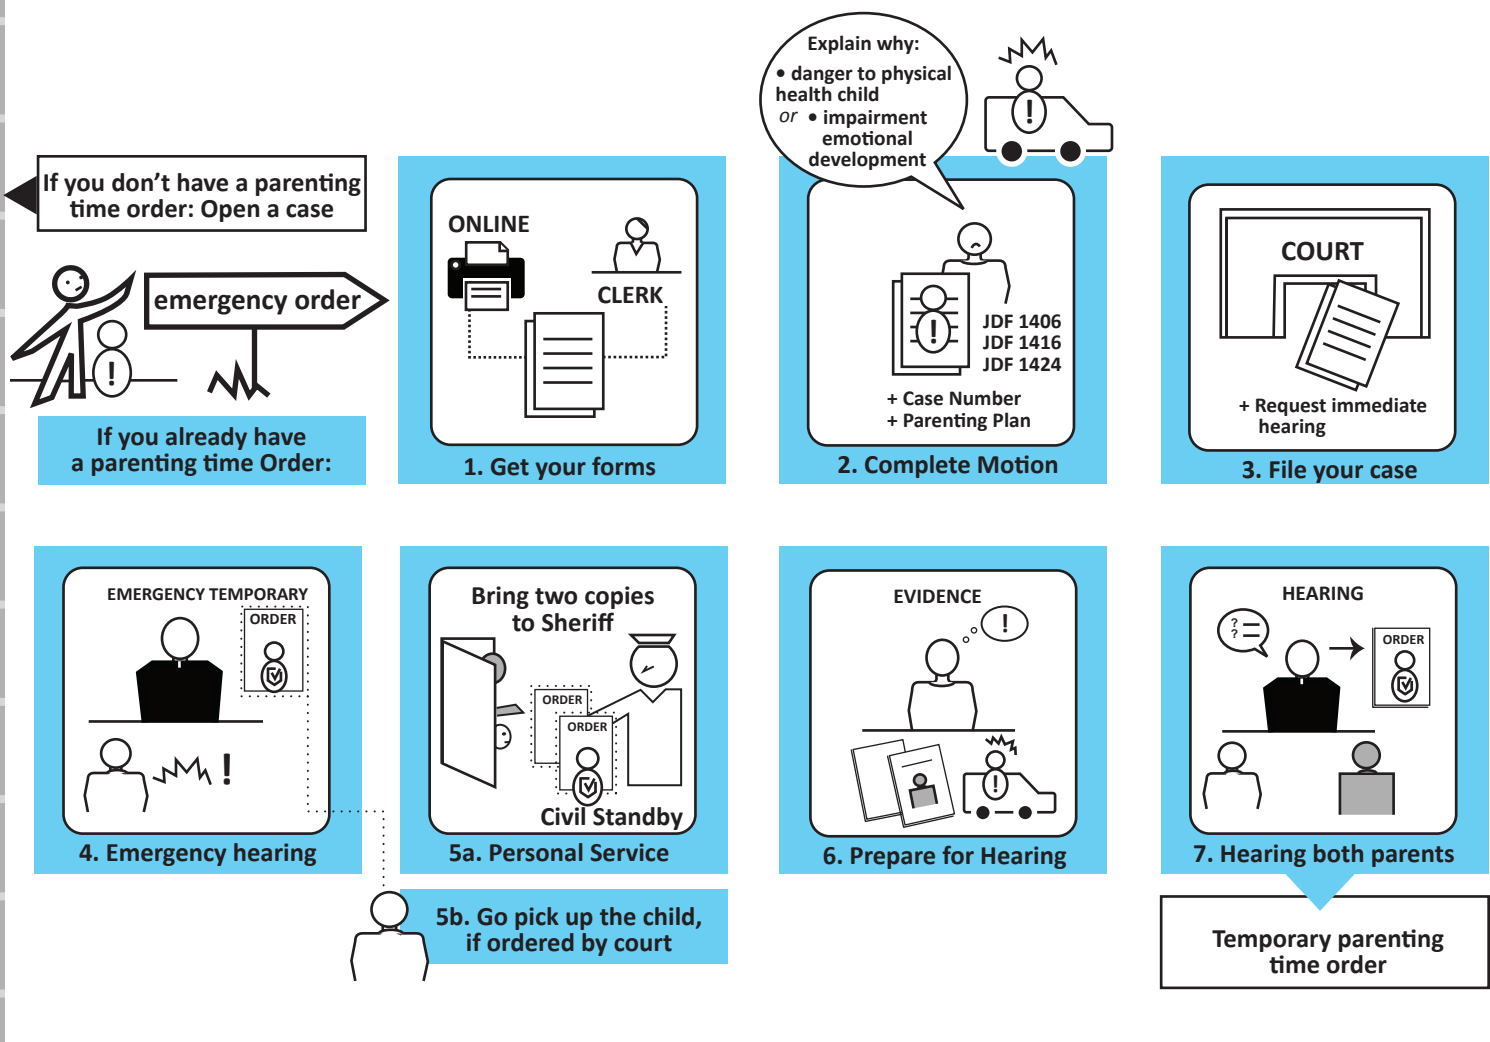 If you don't have a parenting
time order: Open a case
emergency order
If you already have
a parenting time Order:
ONLINE
CLERK
1. Get your forms
Explain why:
• danger to physical
health child
or • impairment
emotional
development
!
JDF 1406
JDF 1416
JDF 1424
+ Case Number
+ Parenting Plan
2. Complete Motion
COURT
+ Request immediate
hearing
3. File your case
EMERGENCY TEMPORARY
ORDER
!
4. Emergency hearing
Bring two copies
to Sheriff
ORDER
ORDER
Civil Standby
5a. Personal Service
5b. Go pick up the child,
if ordered by court
EVIDENCE
!
!
6. Prepare for Hearing
HEARING
?
?
ORDER
7. Hearing both parents
Temporary parenting
time order